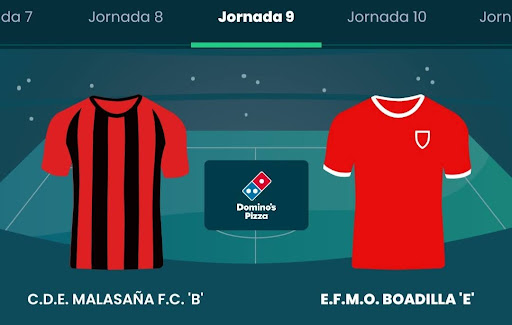 da 7 Jornada 8 Jornada 9 Jornada 10 Jorn
Domino's
Pizza
C.D.E. MALASAÑA F.C. 'B' E.F.M.O. BOADILLA 'E'